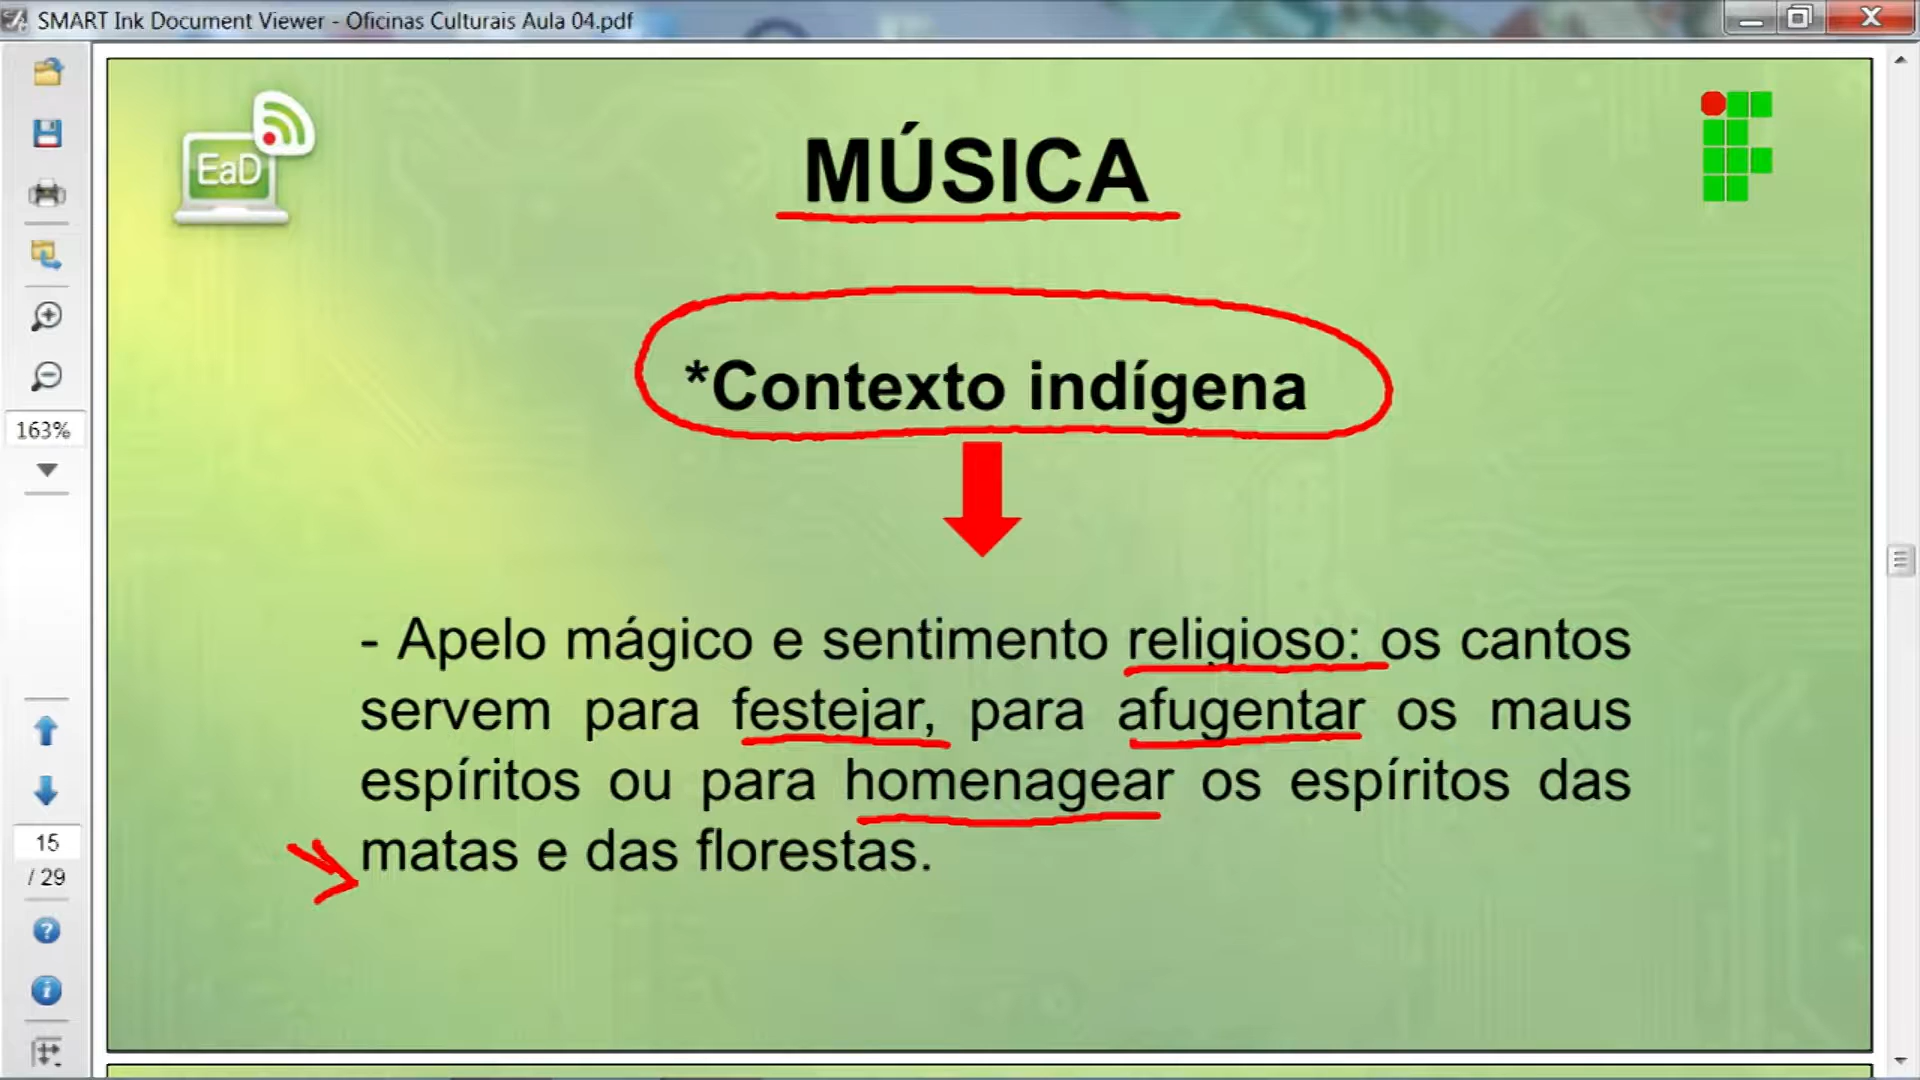 SMART Ink Document Viewer - Oficinas Culturais Aula 04.pdf
EaD
MÚSICA
*Contexto indígena
- Apelo mágico e sentimento religioso: os cantos
servem para festejar, para afugentar os maus
espíritos ou para homenagear os espíritos das
matas e das florestas.
163%
15
/ 29